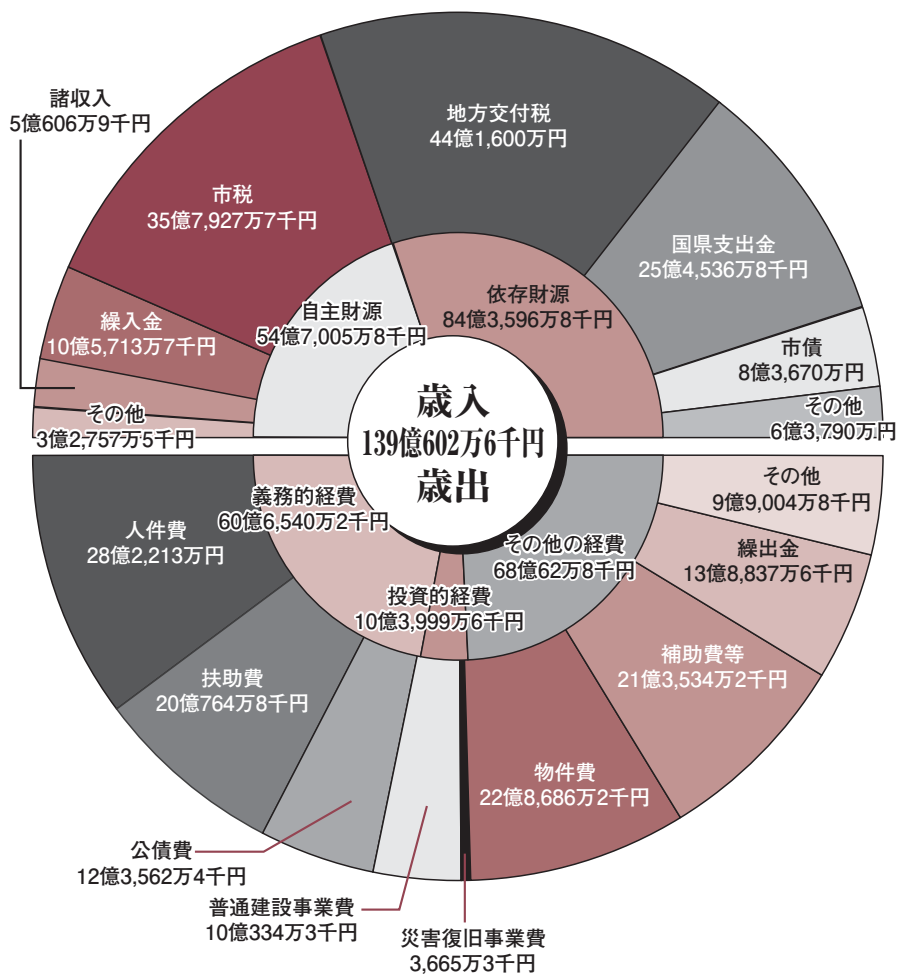 諸収入
5億606万9千円
市税
35億7,927万7千円
繰入金
10億5,713万7千円
その他
3億2,757万5千円
自主財源
54億7,005万8千円
地方交付税
44億1,600万円
国県支出金
25億4,536万8千円
依存財源
84億3,596万8千円
市債
8億3,670万円
その他
6億3,790万円
歳入
139億602万6千円
歳出
義務的経費
60億6,540万2千円
人件費
28億2,213万円
扶助費
20億764万8千円
公債費
12億3,562万4千円
投資的経費
10億3,999万6千円
普通建設事業費
10億334万3千円
災害復旧事業費
3,665万3千円
その他の経費
68億62万8千円
その他
9億9,004万8千円
繰出金
13億8,837万6千円
補助費等
21億3,534万2千円
物件費
22億8,686万2千円